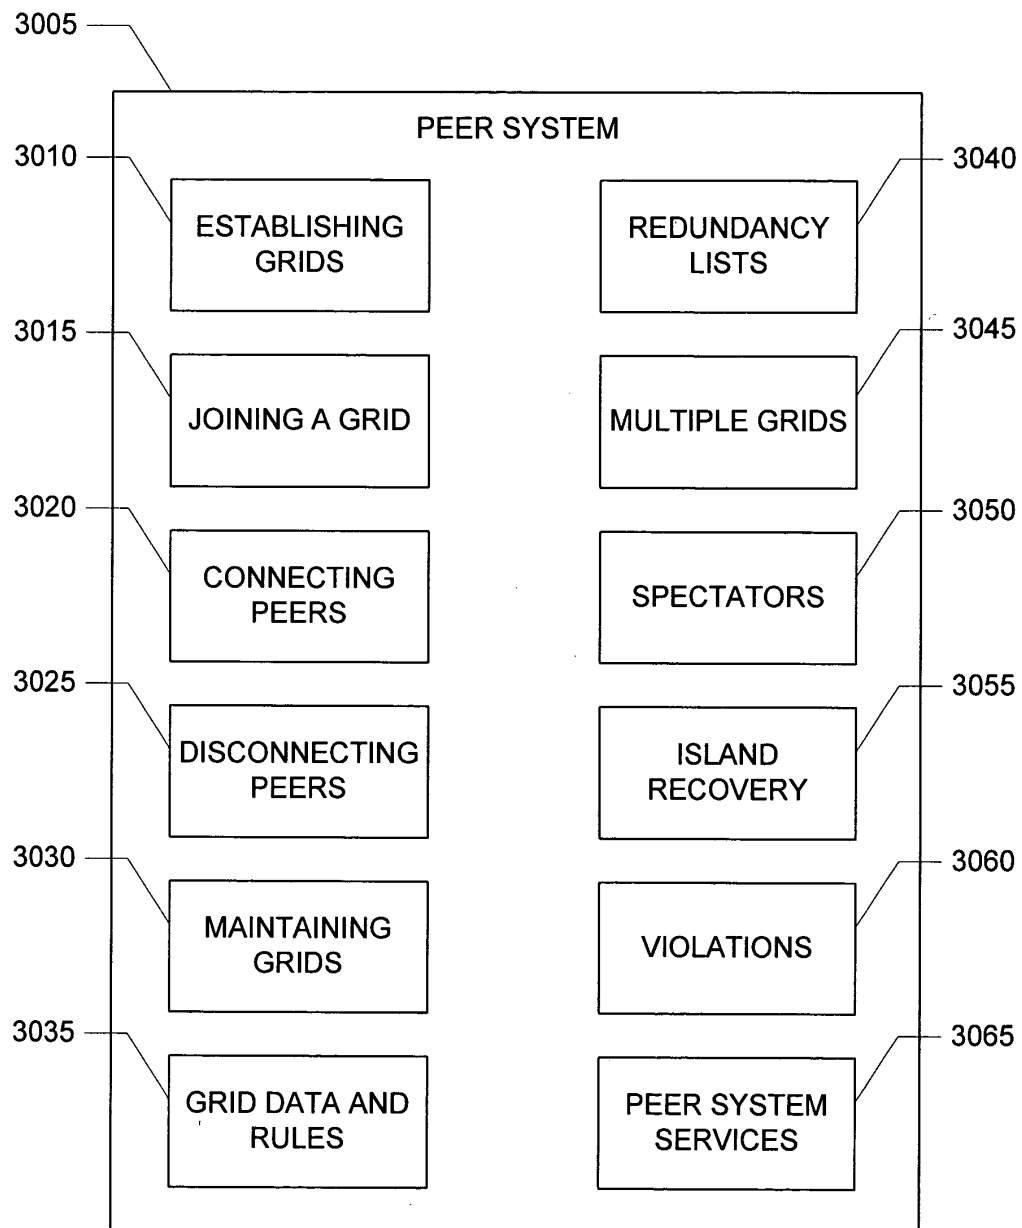 3005
PEER SYSTEM
3010
ESTABLISHING
GRIDS
3015
JOINING A GRID
3020
CONNECTING
PEERS
3025
DISCONNECTING
PEERS
3030
MAINTAINING
GRIDS
3035
GRID DATA AND
RULES
3040
REDUNDANCY
LISTS
3045
MULTIPLE GRIDS
3050
SPECTATORS
3055
ISLAND
RECOVERY
3060
VIOLATIONS
3065
PEER SYSTEM
SERVICES